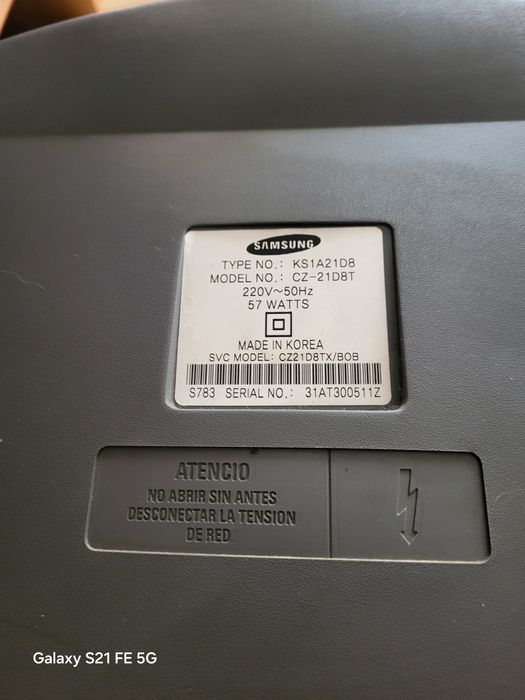 SAMSUNG
TYPE NO.: KS1A21D8
MODEL NO.: CZ-21D8T
220V~50Hz
57 WATTS
MADE IN KOREA
SVC MODEL: CZ21D8TX/BOB
S783 SERIAL NO.: 31AT300511Z
ATENCIO
NO ABRIR SIN ANTES
DESCONECTAR LA TENSION
DE RED
Galaxy S21 FE 5G